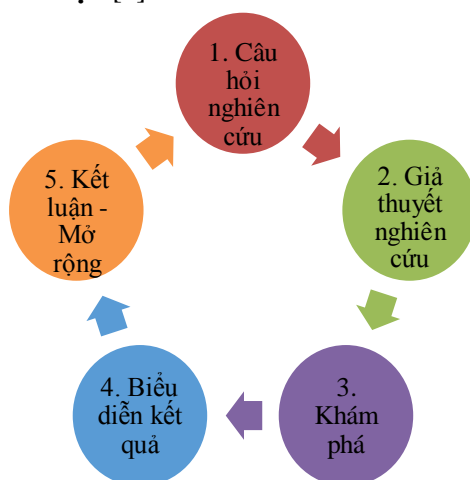 1. Câu
hỏi
nghiên
cứu
2. Giả
thuyết
nghiên
cứu
3.
Khám
phá
4. Biểu
diễn kết
quả
5. Kết
luận -
Mở
rộng